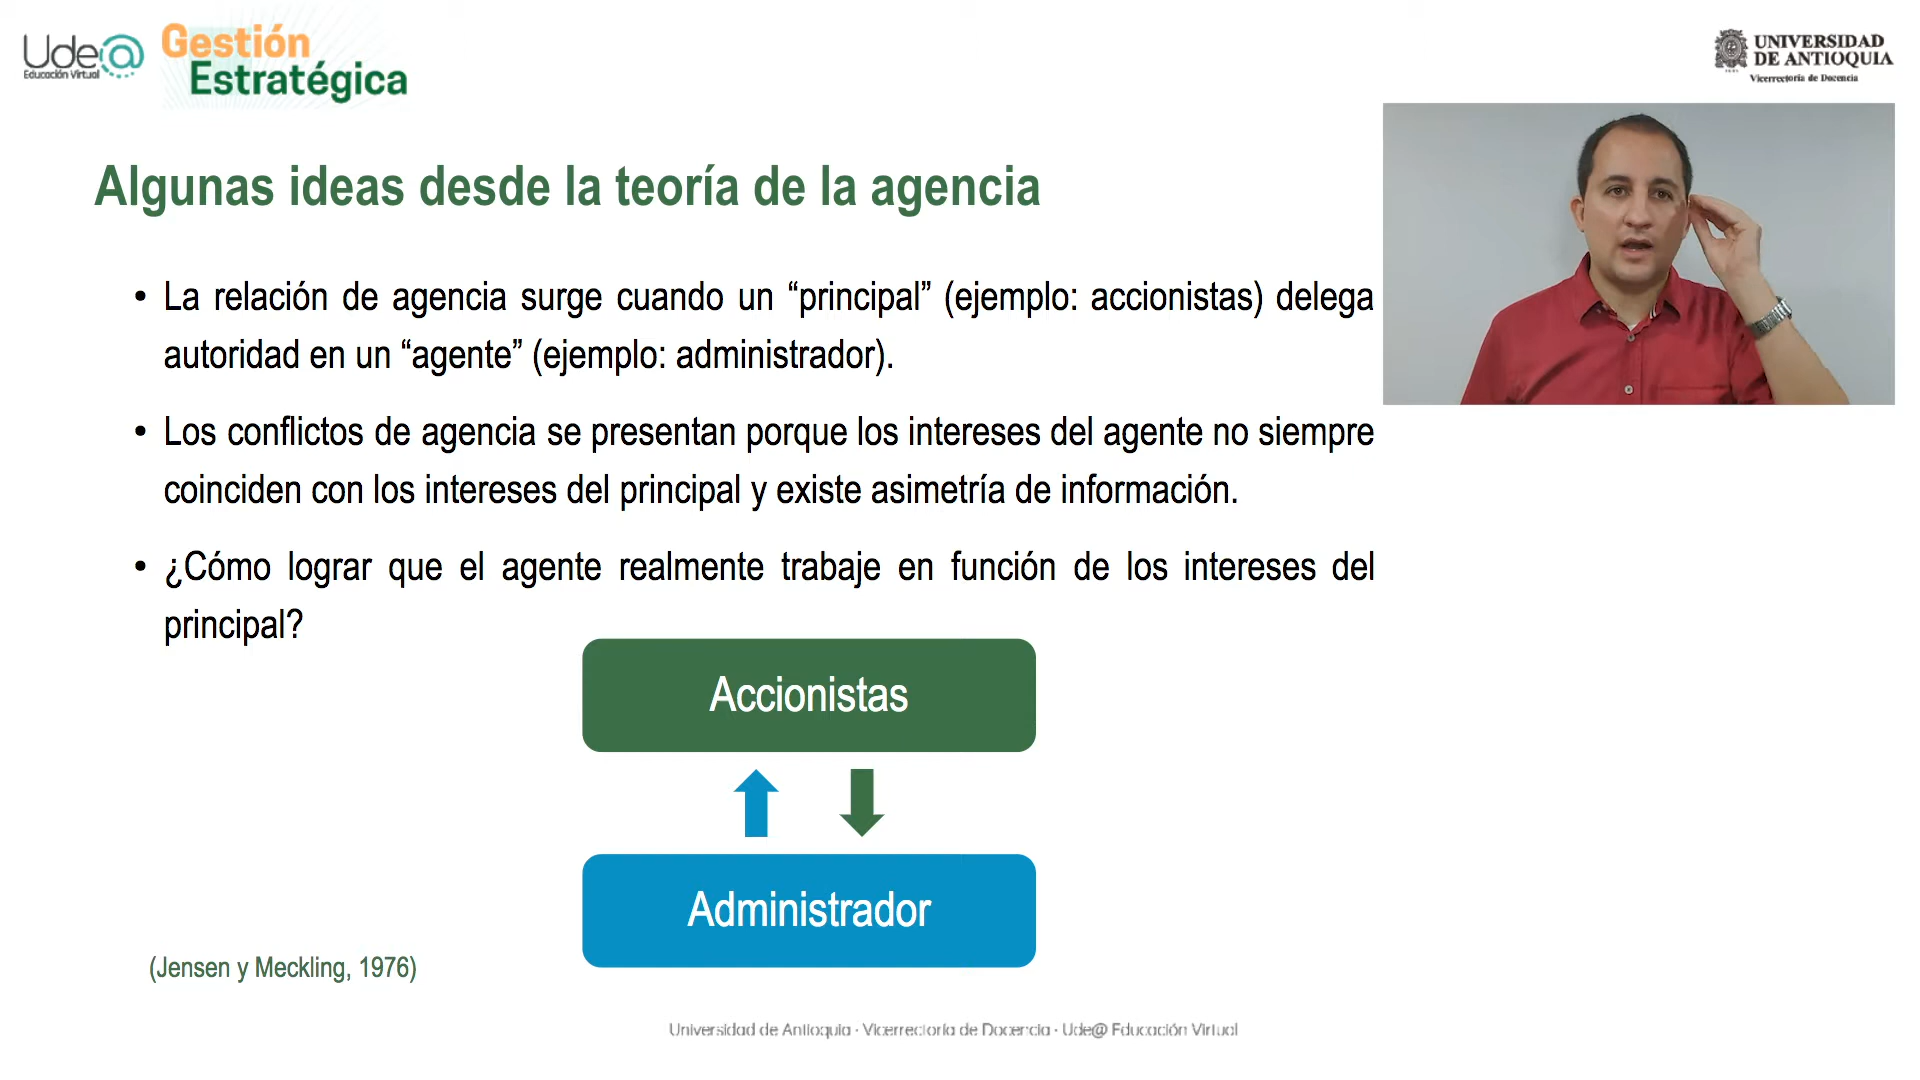 Ude@
Educación Virtual
Gestión
Estratégica
UNIVERSIDAD
DE ANTIOQUIA
Vicerrectoría de Docencia
Algunas ideas desde la teoría de la agencia
• La relación de agencia surge cuando un “principal” (ejemplo: accionistas) delega
autoridad en un “agente” (ejemplo: administrador).
• Los conflictos de agencia se presentan porque los intereses del agente no siempre
coinciden con los intereses del principal y existe asimetría de información.
• ¿Cómo lograr que el agente realmente trabaje en función de los intereses del
principal?
Accionistas
Administrador
(Jensen y Meckling, 1976)
Universidad de Antioquia · Vicerrectoría de Docencia · Ude@ Educación Virtual